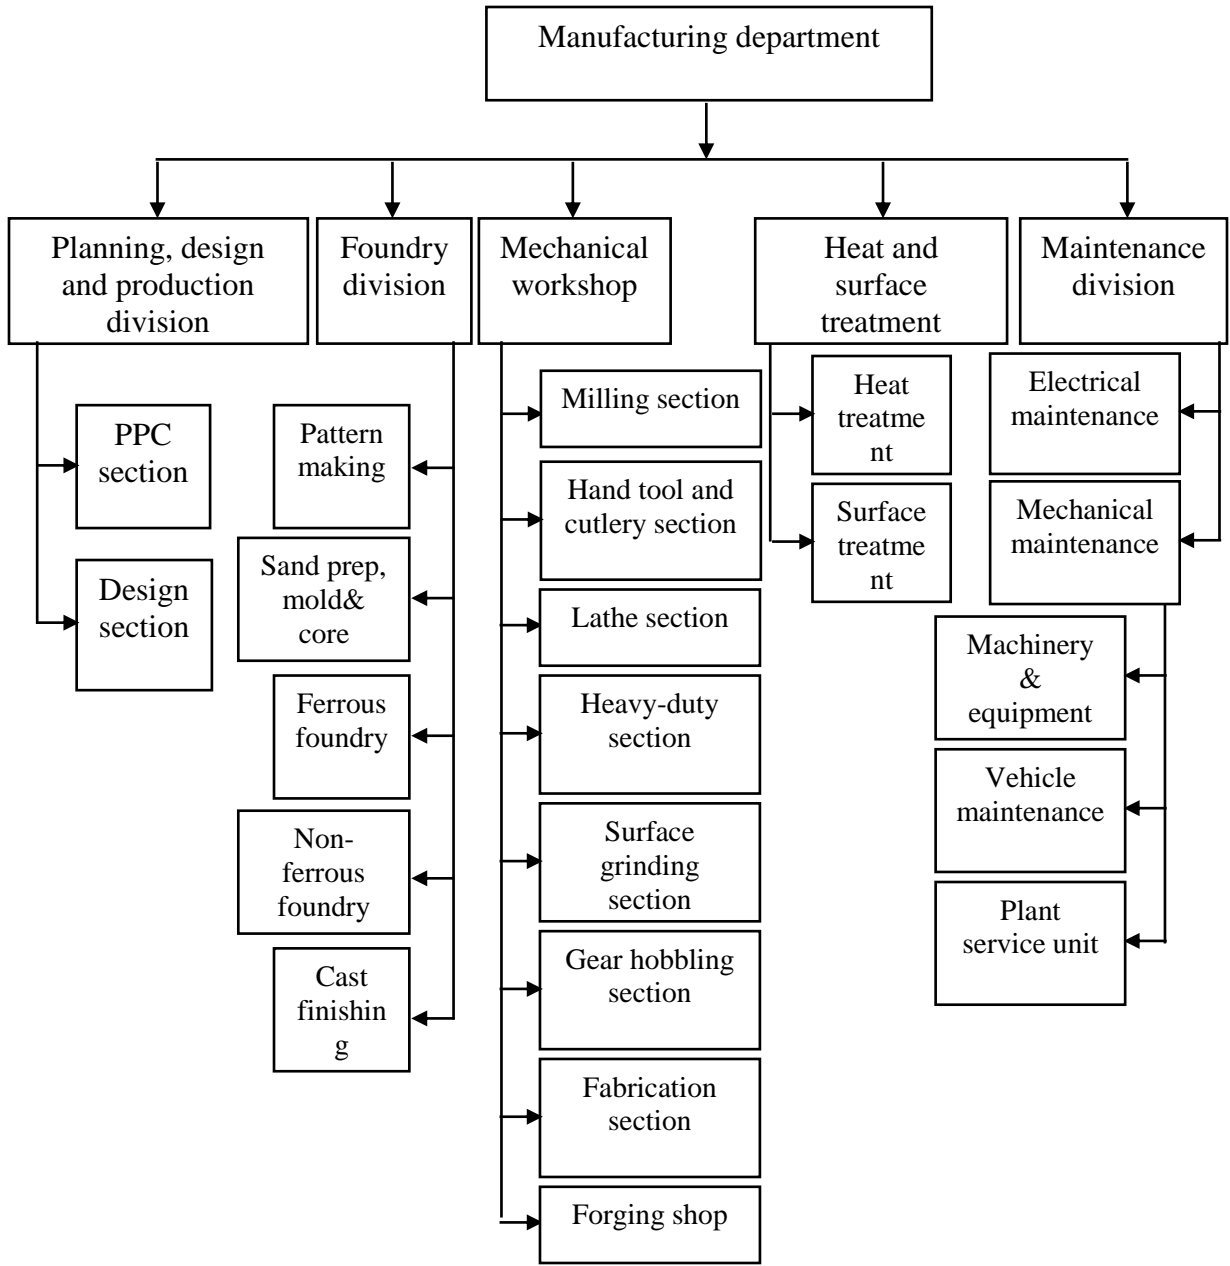 Manufacturing department
Planning, design
and production
division
Foundry
division
Mechanical
workshop
Heat and
surface
treatment
Maintenance
division
PPC
section
Design
section
Pattern
making
Sand prep,
mold&
core
Ferrous
foundry
Non-
ferrous
foundry
Cast
finishin
g
Milling section
Hand tool and
cutlery section
Lathe section
Heavy-duty
section
Surface
grinding
section
Gear hobbling
section
Fabrication
section
Forging shop
Heat
treatme
nt
Surface
treatme
nt
Electrical
maintenance
Mechanical
maintenance
Machinery
&
equipment
Vehicle
maintenance
Plant
service unit